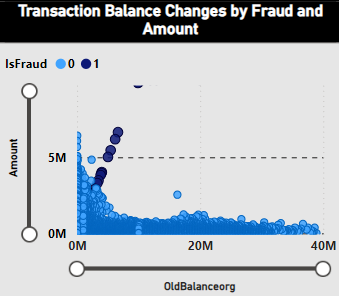 Transaction Balance Changes by Fraud and
Amount
IsFraud 0 1
Amount
5M
0M
0M 20M 40M
OldBalanceorg